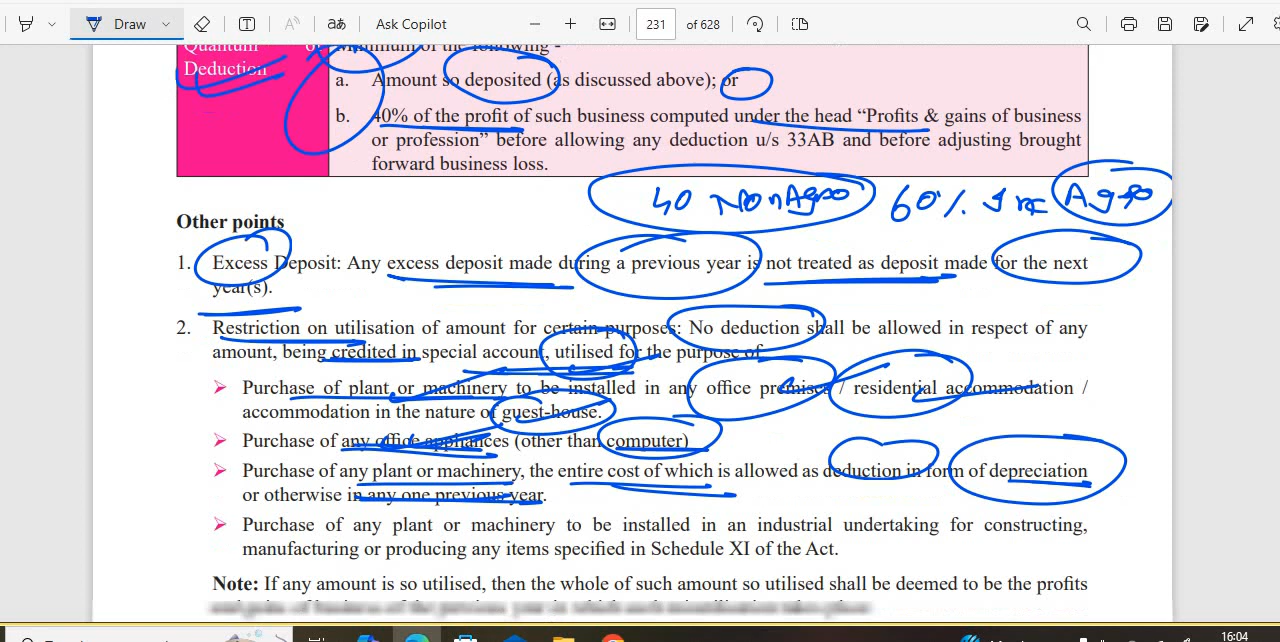 Draw
aあ
Ask Copilot
231 of 628
Quantum of
Deduction
Minimum of the following -
a. Amount so deposited (as discussed above); or
b. 40% of the profit of such business computed under the head “Profits & gains of business
or profession” before allowing any deduction u/s 33AB and before adjusting brought
forward business loss.
40 NonAgro 60% Inc Agro
Other points
1. Excess Deposit: Any excess deposit made during a previous year is not treated as deposit made for the next
year(s).
2. Restriction on utilisation of amount for certain purposes: No deduction shall be allowed in respect of any
amount, being credited in special account, utilised for the purpose of
Purchase of plant or machinery to be installed in any office premises / residential accommodation /
accommodation in the nature of guest-house.
Purchase of any office appliances (other than computer)
Purchase of any plant or machinery, the entire cost of which is allowed as deduction in form of depreciation
or otherwise in any one previous year.
Purchase of any plant or machinery to be installed in an industrial undertaking for constructing,
manufacturing or producing any items specified in Schedule XI of the Act.
Note: If any amount is so utilised, then the whole of such amount so utilised shall be deemed to be the profits
16:04